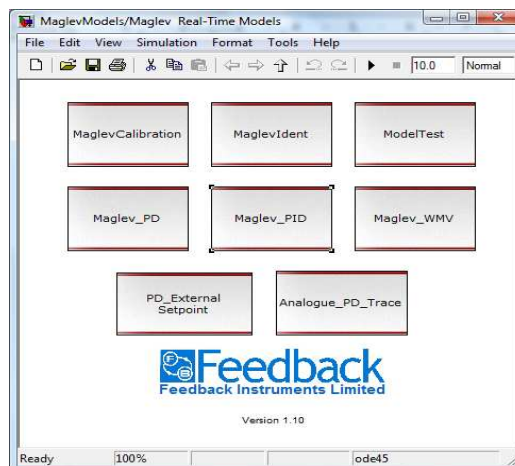 MaglevModels/Maglev Real-Time Models
File Edit View Simulation Format Tools Help
10.0 Normal
MaglevCalibration MaglevIdent ModelTest
Maglev_PD Maglev_PID Maglev_WMV
PD_External
Setpoint
Analogue_PD_Trace
Feedback
Feedback Instruments Limited
Version 1.10
Ready 100% ode45